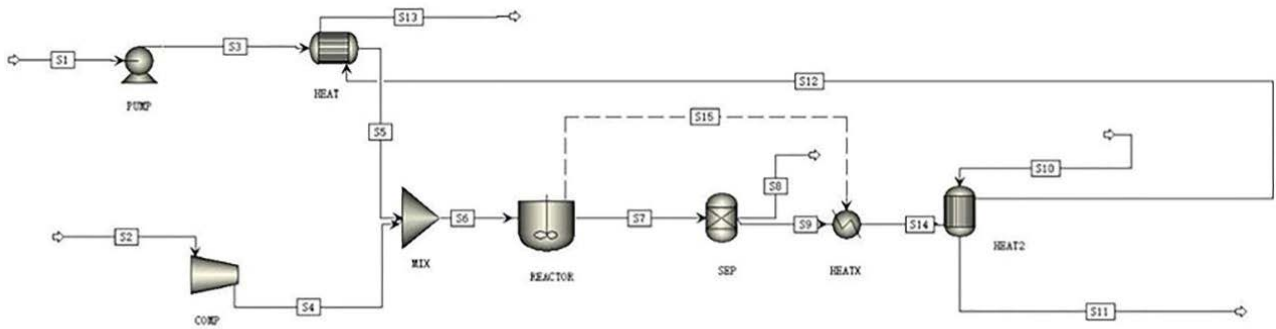 S13
S1
S3
PUMP
HEAT
S12
S5
S15
S10
S8
S2
S6
S7
S9
S14
MIX
REACTOR
SEP
HEATX
HEAT2
S4
COMP
S11